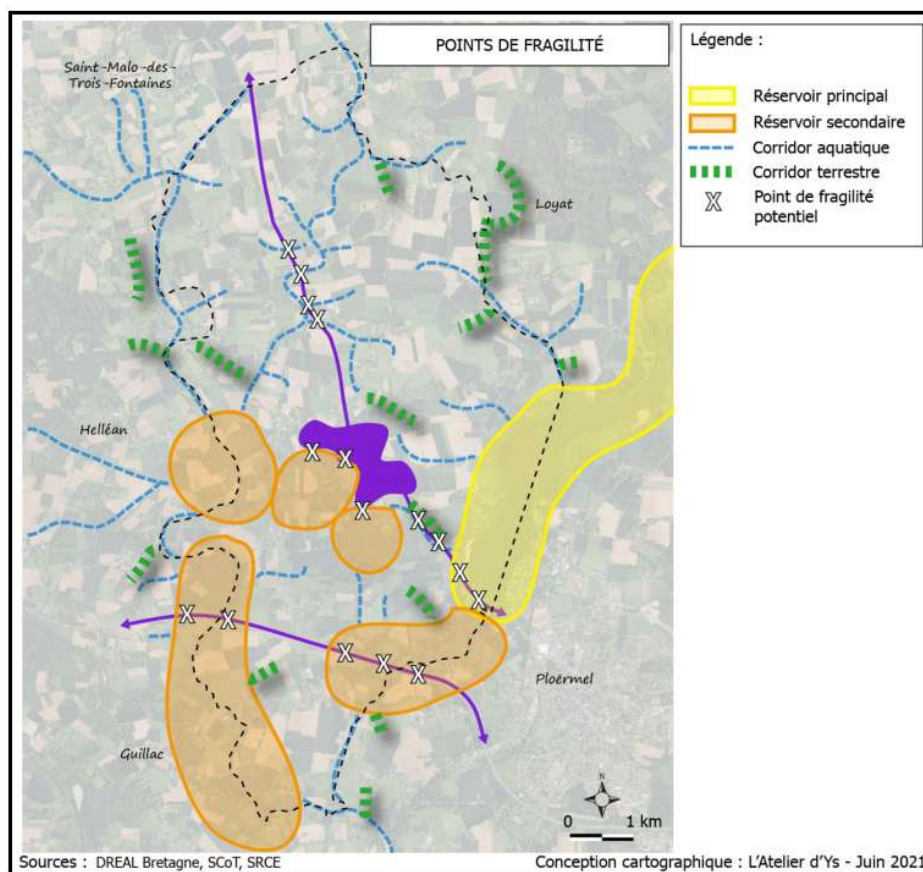 POINTS DE FRAGILITÉ
Légende :
Réservoir principal
Réservoir secondaire
Corridor aquatique
Corridor terrestre
X Point de fragilité
potentiel
Saint-Malo-des-
Trois-Fontaines
Loyat
X
X
X
X
Helléan
X
X
X
X
X
X
X
X
X
X
X
X
Ploërmel
Guillac
N
0 1 km
Sources : DREAL Bretagne, SCoT, SRCE
Conception cartographique : L'Atelier d'Ys - Juin 2021